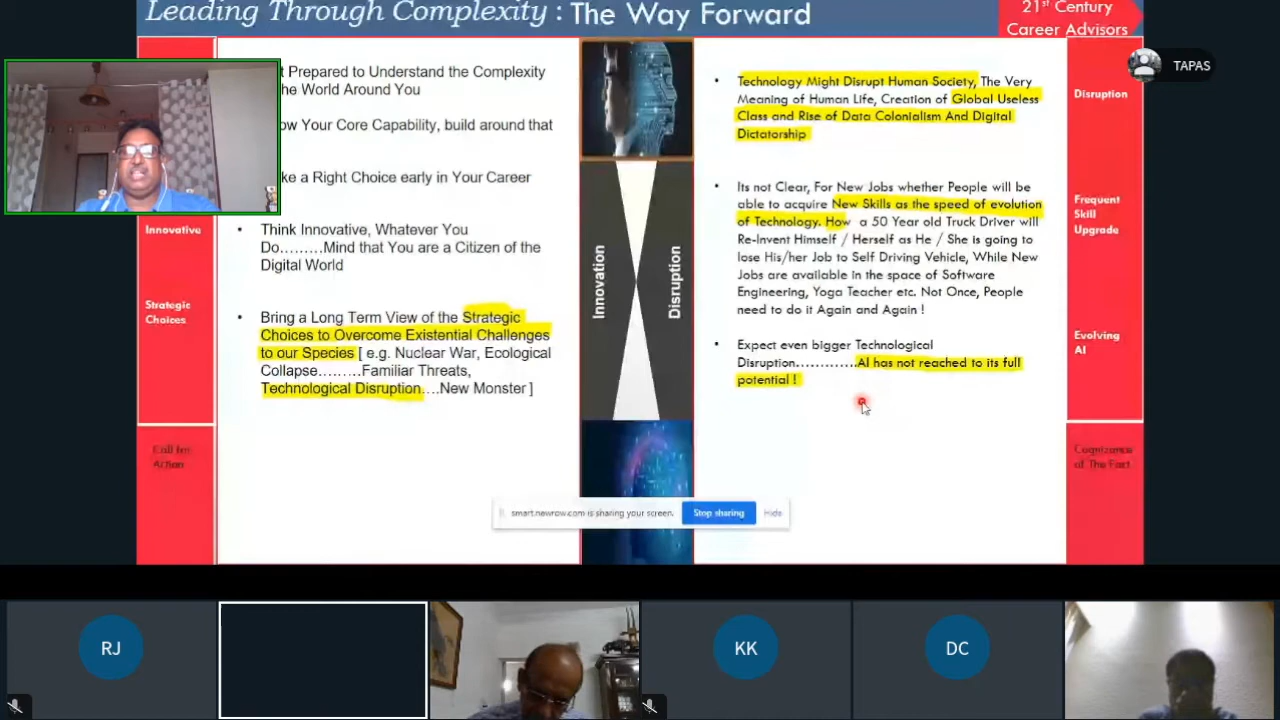 Leading Through Complexity : The Way Forward
21st Century
Career Advisors
TAPAS
t Prepared to Understand the Complexity
he World Around You
ow Your Core Capability, build around that
ke a Right Choice early in Your Career
Innovative
• Think Innovative, Whatever You
Do.........Mind that You are a Citizen of the
Digital World
Strategic
Choices
• Bring a Long Term View of the Strategic
Choices to Overcome Existential Challenges
to our Species [ e.g. Nuclear War, Ecological
Collapse.........Familiar Threats,
Technological Disruption....New Monster ]
Call for
Action
Innovation
Disruption
• Technology Might Disrupt Human Society, The Very
Meaning of Human Life, Creation of Global Useless
Class and Rise of Data Colonialism And Digital
Dictatorship
Disruption
• Its not Clear, For New Jobs whether People will be
able to acquire New Skills as the speed of evolution
of Technology. How a 50 Year old Truck Driver will
Re-Invent Himself / Herself as He / She is going to
lose His/her Job to Self Driving Vehicle, While New
Jobs are available in the space of Software
Engineering, Yoga Teacher etc. Not Once, People
need to do it Again and Again !
Frequent
Skill
Upgrade
• Expect even bigger Technological
Disruption.............AI has not reached to its full
potential !
Evolving
AI
Cognizance
of The Fact
smart.newrow.com is sharing your screen.
Stop sharing
Hide
RJ
KK
DC